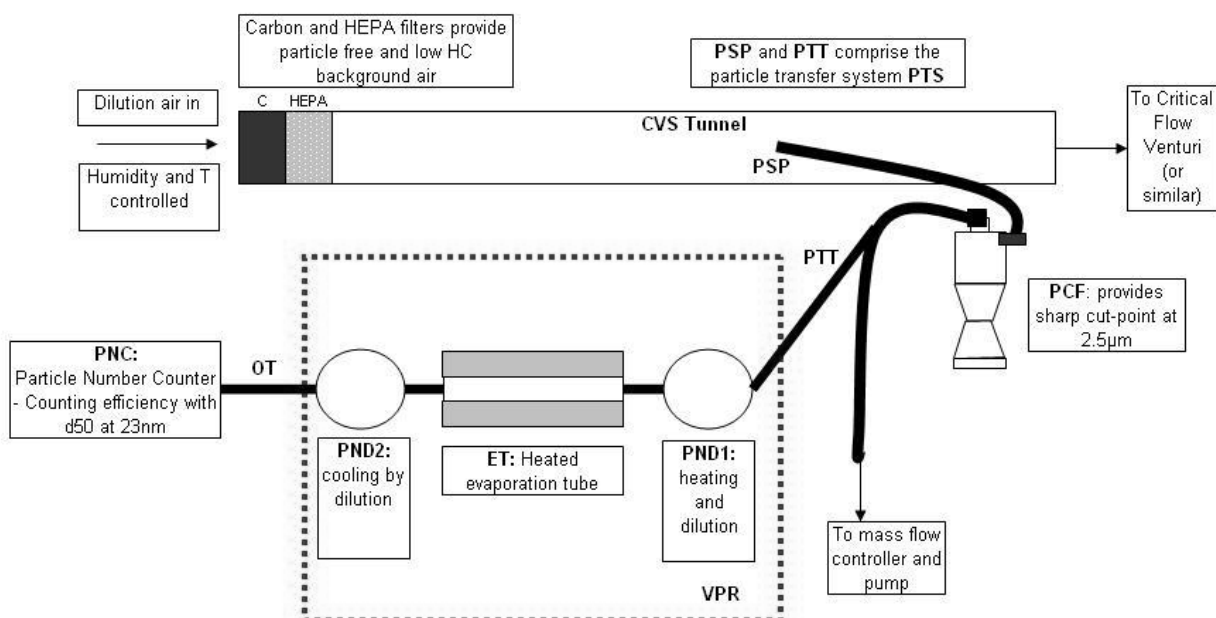 Carbon and HEPA filters provide
particle free and low HC
background air
PSP and PTT comprise the
particle transfer system PTS
Dilution air in
C
HEPA
Humidity and T
controlled
CVS Tunnel
PSP
To Critical
Flow
Venturi
(or
similar)
PTT
PCF: provides
sharp cut-point at
2.5µm
PNC:
Particle Number Counter
- Counting efficiency with
d50 at 23nm
OT
PND2:
cooling by
dilution
ET: Heated
evaporation tube
PND1:
heating
and
dilution
To mass flow
controller and
pump
VPR